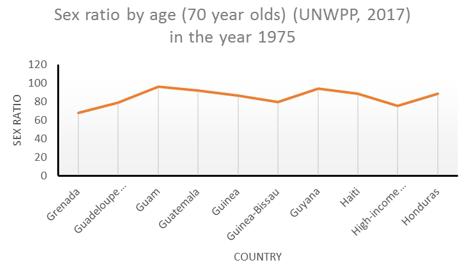 Sex ratio by age (70 year olds) (UNWPP, 2017)
in the year 1975
120
100
80
60
40
20
0
SEX RATIO
Grenada
Guadeloupe...
Guam
Guatemala
Guinea
Guinea-Bissau
Guyana
Haiti
High-income...
Honduras
COUNTRY